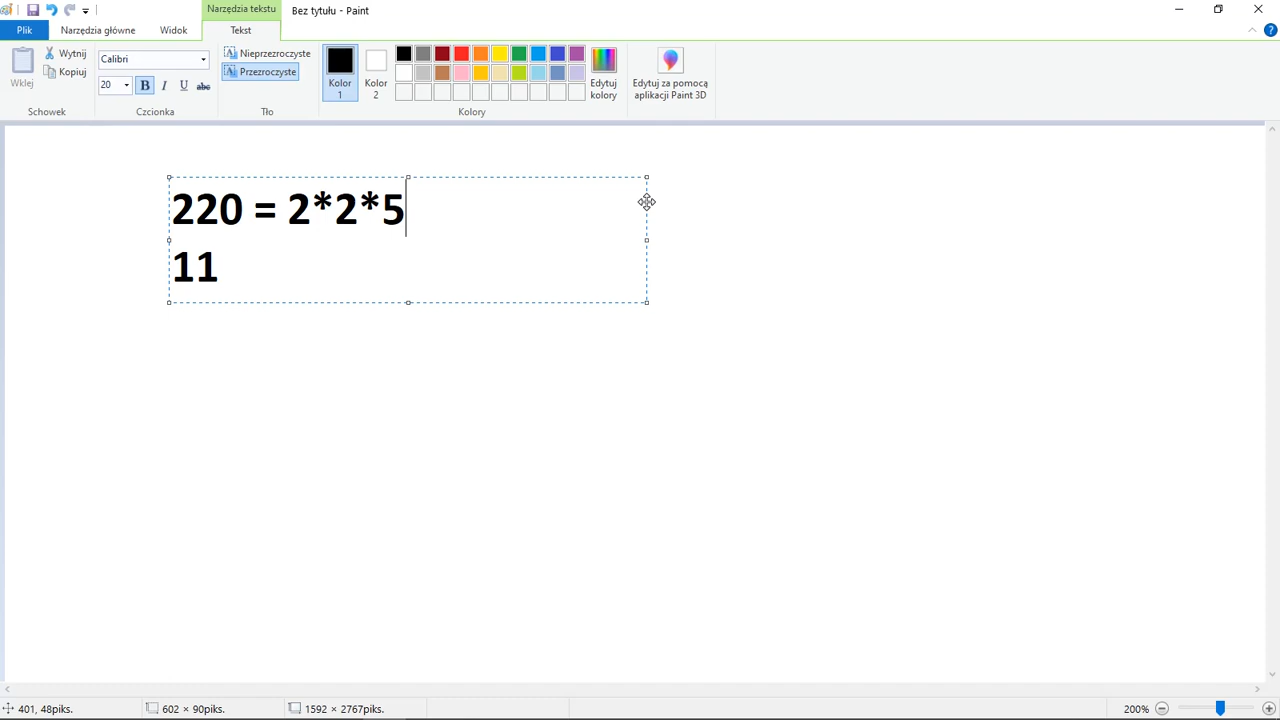 Narzędzia tekstu
Bez tytułu - Paint
Plik
Narzędzia główne
Widok
Tekst
Wklej
Wytnij
Kopiuj
Schowek
Calibri
20
B I U abc
Czcionka
Nieprzezroczyste
Przezroczyste
Tło
Kolor 1
Kolor 2
Edytuj kolory
Kolory
Edytuj za pomocą
aplikacji Paint 3D
220 = 2*2*5
11
401, 48piks.
602 × 90piks.
1592 × 2767piks.
200%